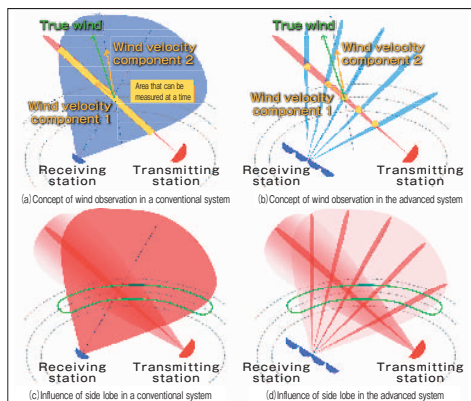 True wind
Wind velocity
component 2
Area that can be
measured at a time
Wind velocity
component 1
Receiving
station
Transmitting
station
(a)Concept of wind observation in a conventional system
True wind
Wind velocity
component 2
Wind velocity
component 1
Receiving
station
Transmitting
station
(b)Concept of wind observation in the advanced system
Receiving
station
Transmitting
station
(c)Influence of side lobe in a conventional system
Receiving
station
Transmitting
station
(d)Influence of side lobe in the advanced system